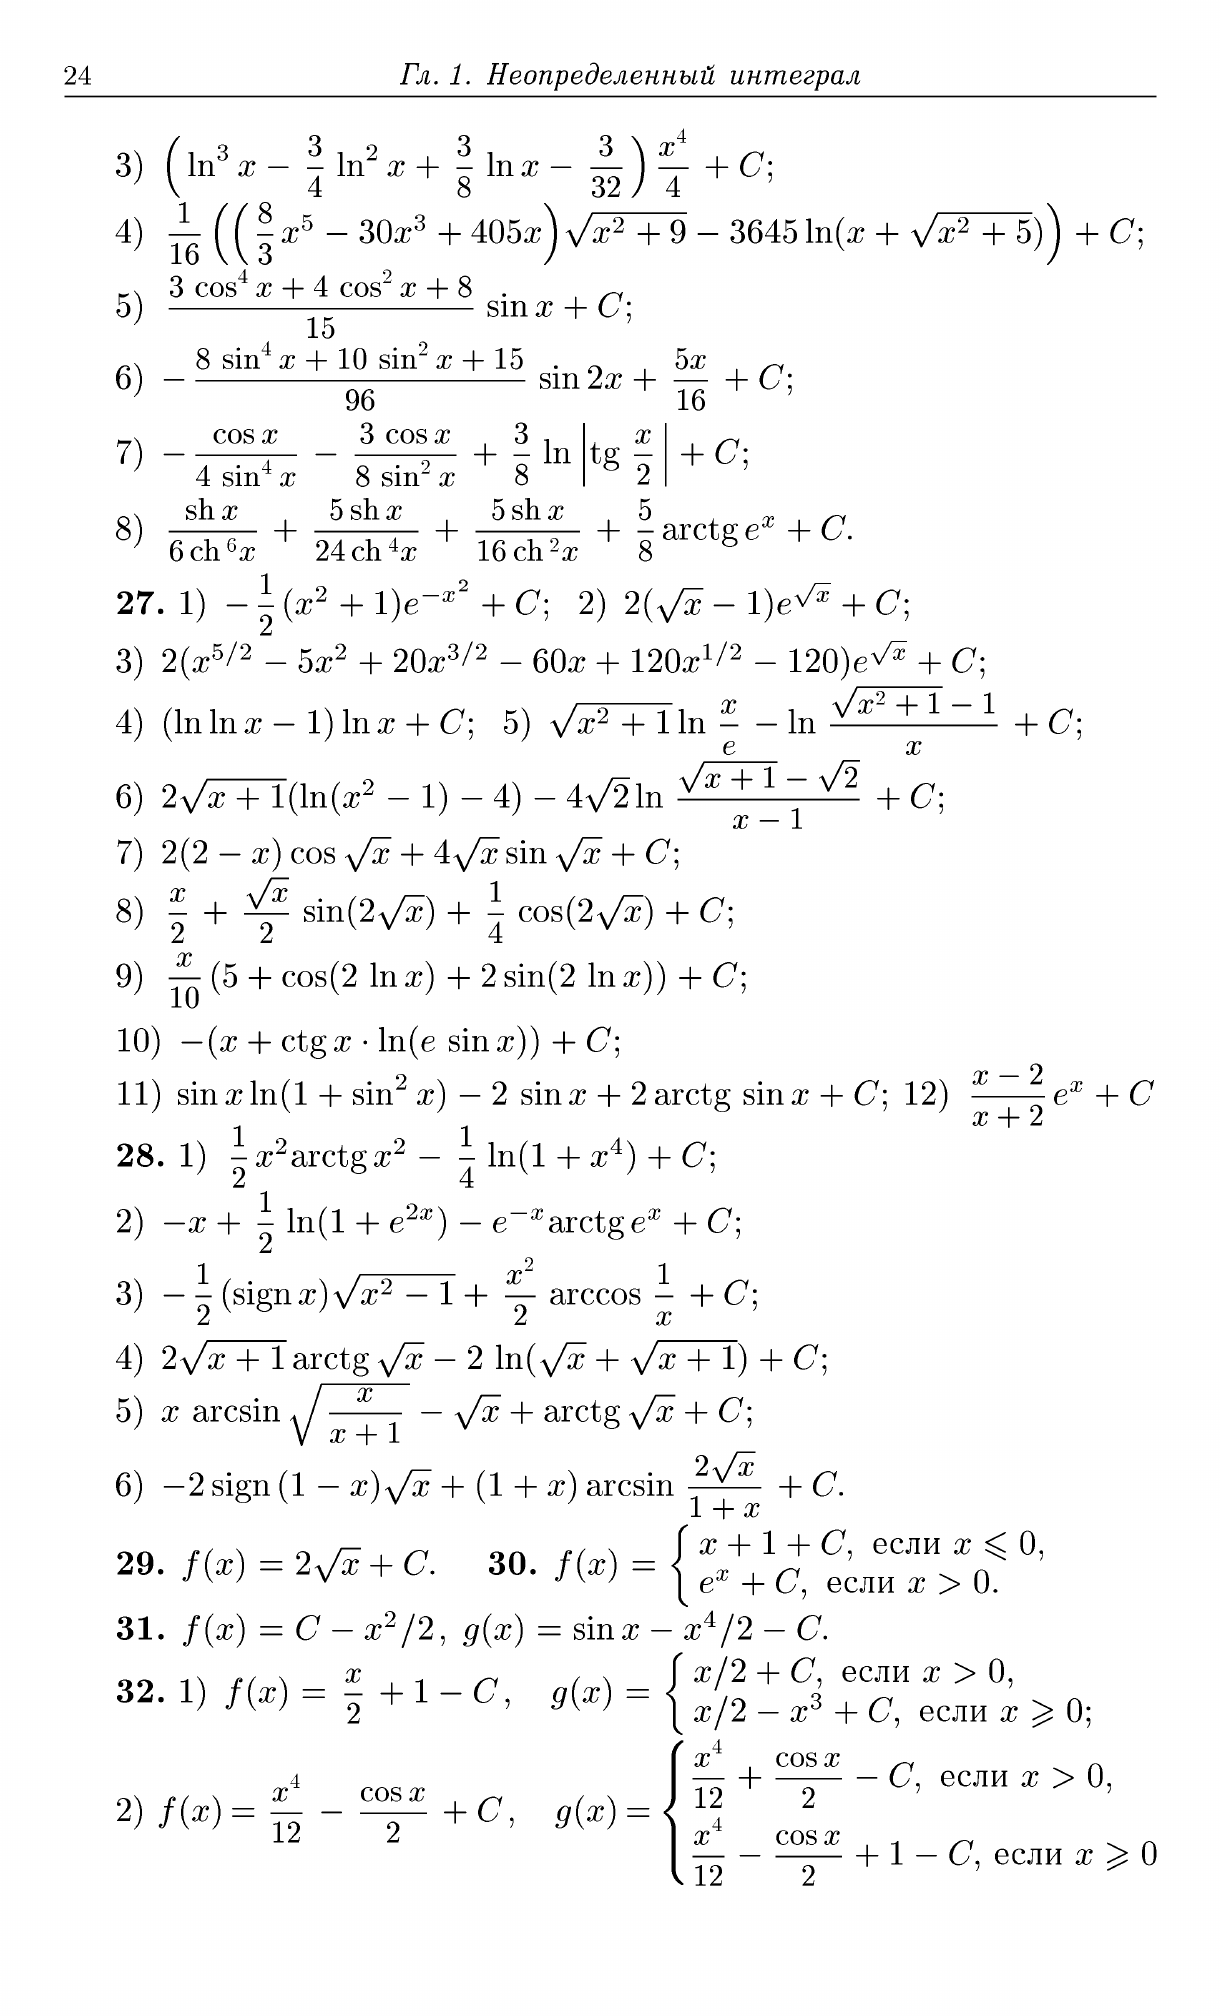 24 Гл. 1. Неопределенный интеграл
3) $\left(\ln^3 x - \frac{3}{4}\ln^2 x + \frac{3}{8}\ln x - \frac{3}{32}\right)\frac{x^4}{4} + C$;
4) $\frac{1}{16}\left(\left(\frac{8}{3}x^5 - 30x^3 + 405x\right)\sqrt{x^2+9} - 3645\ln(x+\sqrt{x^2+5})\right) + C$;
5) $\frac{3\cos^4 x + 4\cos^2 x + 8}{15}\sin x + C$;
6) $-\frac{8\sin^4 x + 10\sin^2 x + 15}{96}\sin 2x + \frac{5x}{16} + C$;
7) $-\frac{\cos x}{4\sin^4 x} - \frac{3\cos x}{8\sin^2 x} + \frac{3}{8}\ln\left|\operatorname{tg}\frac{x}{2}\right| + C$;
8) $\frac{\operatorname{sh} x}{6\operatorname{ch}^6 x} + \frac{5\operatorname{sh} x}{24\operatorname{ch}^4 x} + \frac{5\operatorname{sh} x}{16\operatorname{ch}^2 x} + \frac{5}{8}\operatorname{arctg} e^x + C$.
27. 1) $-\frac{1}{2}(x^2+1)e^{-x^2} + C$; 2) $2(\sqrt{x}-1)e^{\sqrt{x}} + C$;
3) $2(x^{5/2} - 5x^2 + 20x^{3/2} - 60x + 120x^{1/2} - 120)e^{\sqrt{x}} + C$;
4) $(\ln\ln x - 1)\ln x + C$; 5) $\sqrt{x^2+1}\ln\frac{x}{e} - \ln\frac{\sqrt{x^2+1}-1}{x} + C$;
6) $2\sqrt{x+1}(\ln(x^2-1)-4) - 4\sqrt{2}\ln\frac{\sqrt{x+1}-\sqrt{2}}{x-1} + C$;
7) $2(2-x)\cos\sqrt{x} + 4\sqrt{x}\sin\sqrt{x} + C$;
8) $\frac{x}{2} + \frac{\sqrt{x}}{2}\sin(2\sqrt{x}) + \frac{1}{4}\cos(2\sqrt{x}) + C$;
9) $\frac{x}{10}(5 + \cos(2\ln x) + 2\sin(2\ln x)) + C$;
10) $-(x + \operatorname{ctg} x \cdot \ln(e\sin x)) + C$;
11) $\sin x\ln(1+\sin^2 x) - 2\sin x + 2\operatorname{arctg}\sin x + C$; 12) $\frac{x-2}{x+2}e^x + C$
28. 1) $\frac{1}{2}x^2\operatorname{arctg} x^2 - \frac{1}{4}\ln(1+x^4) + C$;
2) $-x + \frac{1}{2}\ln(1+e^{2x}) - e^{-x}\operatorname{arctg} e^x + C$;
3) $-\frac{1}{2}(\operatorname{sign} x)\sqrt{x^2-1} + \frac{x^2}{2}\arccos\frac{1}{x} + C$;
4) $2\sqrt{x+1}\operatorname{arctg}\sqrt{x} - 2\ln(\sqrt{x}+\sqrt{x+1}) + C$;
5) $x\arcsin\sqrt{\frac{x}{x+1}} - \sqrt{x} + \operatorname{arctg}\sqrt{x} + C$;
6) $-2\operatorname{sign}(1-x)\sqrt{x} + (1+x)\arcsin\frac{2\sqrt{x}}{1+x} + C$.
29. $f(x) = 2\sqrt{x} + C$. 30. $f(x) = \begin{cases} x+1+C, & \text{если } x \leqslant 0, \\ e^x + C, & \text{если } x > 0. \end{cases}$
31. $f(x) = C - x^2/2$, $g(x) = \sin x - x^4/2 - C$.
32. 1) $f(x) = \frac{x}{2} + 1 - C$, $g(x) = \begin{cases} x/2 + C, & \text{если } x > 0, \\ x/2 - x^3 + C, & \text{если } x \geqslant 0; \end{cases}$
2) $f(x) = \frac{x^4}{12} - \frac{\cos x}{2} + C$, $g(x) = \begin{cases} \frac{x^4}{12} + \frac{\cos x}{2} - C, & \text{если } x > 0, \\ \frac{x^4}{12} - \frac{\cos x}{2} + 1 - C, & \text{если } x \geqslant 0 \end{cases}$